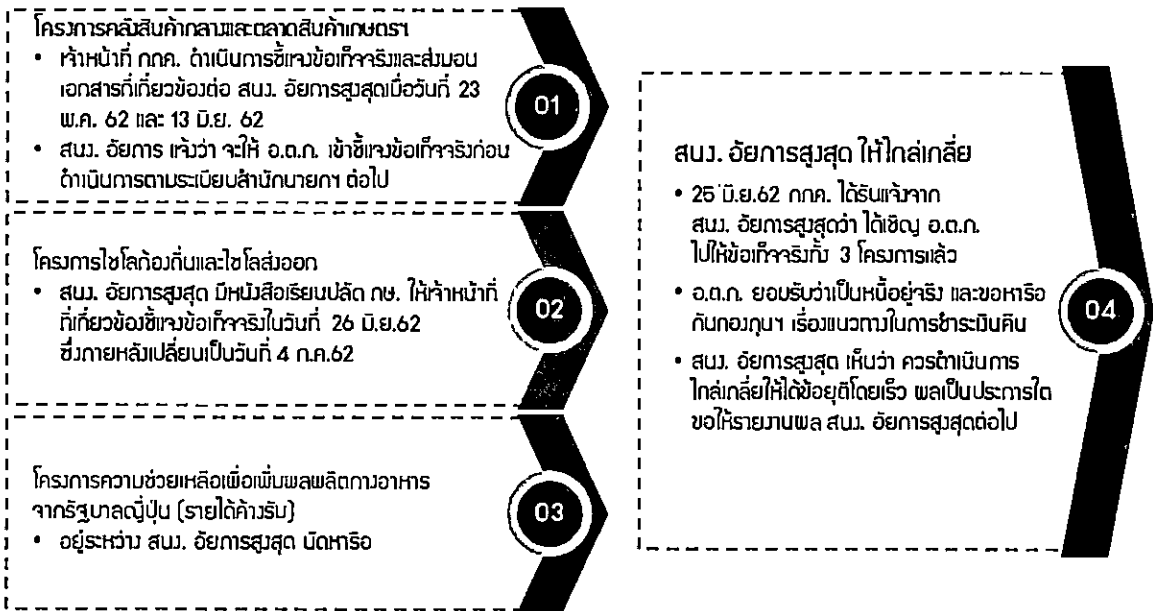 โครงการคลังสินค้ากลางและตลาดสินค้าเกษตรฯ
• เจ้าหน้าที่ กกค. ดำเนินการชี้แจงข้อเท็จจริงและส่งมอบ
เอกสารที่เกี่ยวข้องต่อ สนง. อัยการสูงสุดเมื่อวันที่ 23
พ.ค. 62 และ 13 มิ.ย. 62
• สนง. อัยการ แจ้งว่า จะให้ อ.ต.ก. เข้าชี้แจงข้อเท็จจริงก่อน
ดำเนินการตามระเบียบสำนักนายกฯ ต่อไป
01
โครงการไซโลท้องถิ่นและไซโลส่งออก
• สนง. อัยการสูงสุด มีหนังสือเรียนปลัด กษ. ให้เจ้าหน้าที่
ที่เกี่ยวข้องชี้แจงข้อเท็จจริงในวันที่ 26 มิ.ย.62
ซึ่งภายหลังเปลี่ยนเป็นวันที่ 4 ก.ค.62
02
โครงการความช่วยเหลือเพื่อเพิ่มผลผลิตทางอาหาร
จากรัฐบาลญี่ปุ่น (รายได้ค้างรับ)
• อยู่ระหว่าง สนง. อัยการสูงสุด นัดหารือ
03
สนง. อัยการสูงสุด ให้ไกล่เกลี่ย
• 25 มิ.ย.62 กกค. ได้รับแจ้งจาก
สนง. อัยการสูงสุดว่า ได้เชิญ อ.ต.ก.
ไปให้ข้อเท็จจริงทั้ง 3 โครงการแล้ว
• อ.ต.ก. ยอมรับว่าเป็นหนี้อยู่จริง และขอหารือ
กับกองทุนฯ เรื่องแนวทางในการชำระเงินคืน
• สนง. อัยการสูงสุด เห็นว่า ควรดำเนินการ
ไกล่เกลี่ยให้ได้ข้อยุติโดยเร็ว ผลเป็นประการใด
ขอให้รายงานผล สนง. อัยการสูงสุดต่อไป
04